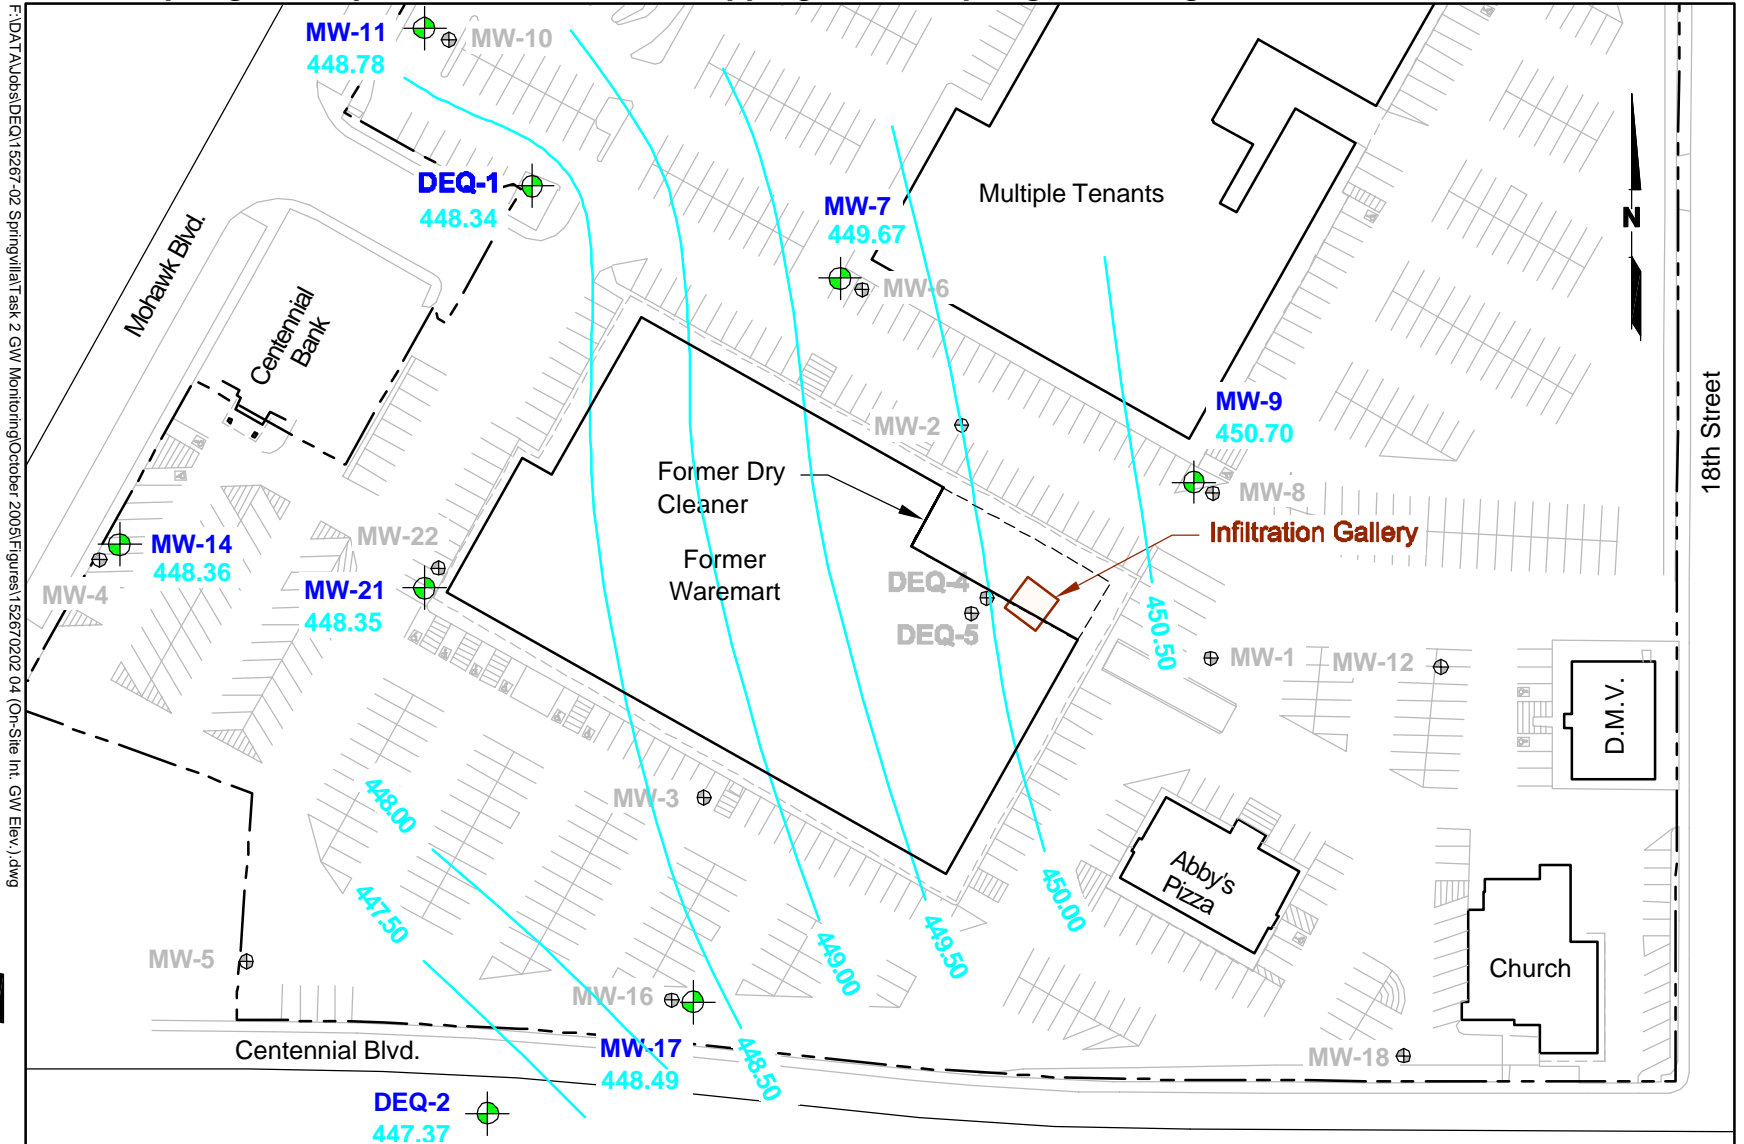 F:\DATA\Jobs\DEQ\15267-02 Springvilla\Task 2 GW Monitoring\October 2005\Figures\152670202 04 (On-Site Int. GW Elev.).dwg
MW-11
448.78
MW-10
DEQ-1
448.34
MW-7
449.67
MW-6
Multiple Tenants
N
Mohawk Blvd.
Centennial
Bank
18th Street
MW-9
450.70
MW-2
MW-8
Former Dry
Cleaner
Infiltration Gallery
Former
Waremart
MW-22
MW-14
448.36
MW-4
MW-21
448.35
DEQ-4
DEQ-5
450.50
MW-1
MW-12
D.M.V.
448.00
MW-3
447.50
Abby's
Pizza
450.00
449.50
449.00
MW-5
MW-16
Church
Centennial Blvd.
MW-17
448.49
448.50
MW-18
DEQ-2
447.37